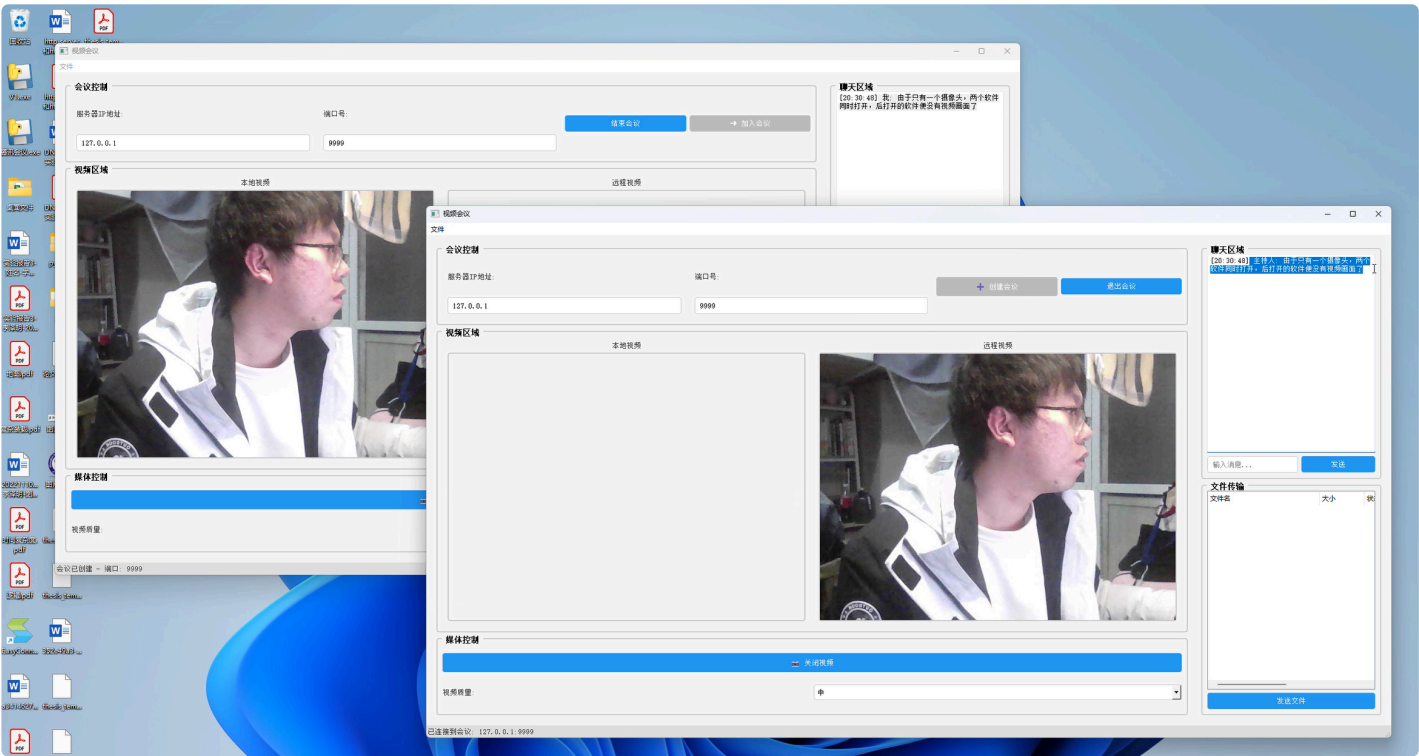 回收站
视频会议
文件
会议控制
服务器IP地址:
端口号:
127.0.0.1
9999
结束会议
→ 加入会议
聊天区域
[20:30:48] 我: 由于只有一个摄像头，两个软件
同时打开，后打开的软件便没有视频画面了
视频区域
本地视频
远程视频
媒体控制
视频质量:
会议已创建 - 端口: 9999
视频会议
文件
会议控制
服务器IP地址:
端口号:
127.0.0.1
9999
+ 创建会议
退出会议
视频区域
本地视频
远程视频
媒体控制
关闭视频
视频质量:
中
已连接到会议: 127.0.0.1:9999
聊天区域
[20:30:48] 主持人: 由于只有一个摄像头，两个
软件同时打开，后打开的软件便没有视频画面了
输入消息...
发送
文件传输
文件名
大小
状
发送文件
PDF
thesis_tem...
EasyConn...
thesis_tem...